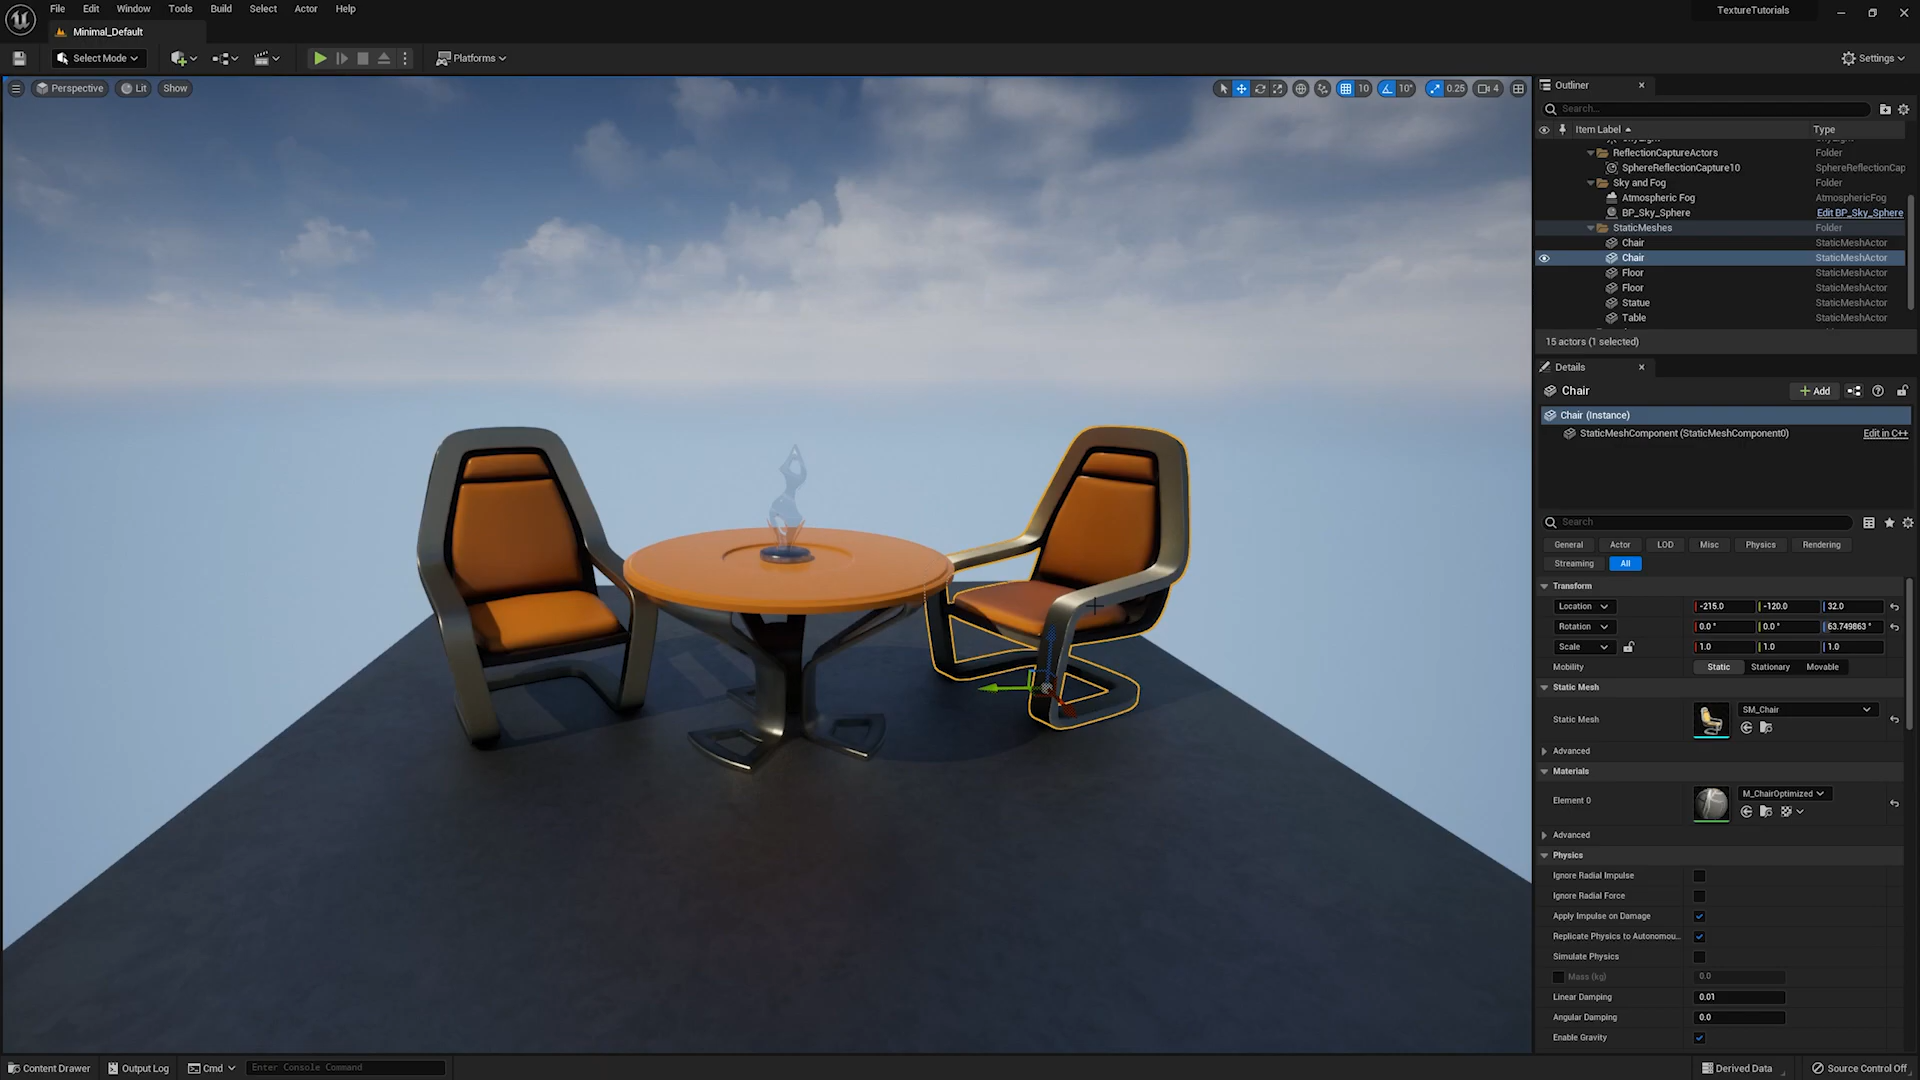 File Edit Window Tools Build Select Actor Help
TextureTutorials
Minimal_Default
Select Mode
Platforms
Settings
Perspective Lit Show
10 10° 0.25 4
Outliner
Search...
Item Label Type
ReflectionCaptureActors Folder
SphereReflectionCapture10 SphereReflectionCap
Sky and Fog Folder
Atmospheric Fog AtmosphericFog
BP_Sky_Sphere Edit BP_Sky_Sphere
StaticMeshes Folder
Chair StaticMeshActor
Chair StaticMeshActor
Floor StaticMeshActor
Floor StaticMeshActor
Statue StaticMeshActor
Table StaticMeshActor
15 actors (1 selected)
Details
Chair
Add
Chair (Instance)
StaticMeshComponent (StaticMeshComponent0) Edit in C++
Search
General Actor LOD Misc Physics Rendering
Streaming All
Transform
Location -215.0 -120.0 32.0
Rotation 0.0° 0.0° 63.749863°
Scale 1.0 1.0 1.0
Mobility Static Stationary Movable
Static Mesh
Static Mesh SM_Chair
Advanced
Materials
Element 0 M_ChairOptimized
Advanced
Physics
Ignore Radial Impulse
Ignore Radial Force
Apply Impulse on Damage
Replicate Physics to Autonomou...
Simulate Physics
Mass (kg) 0.0
Linear Damping 0.01
Angular Damping 0.0
Enable Gravity
Content Drawer Output Log Cmd Enter Console Command
Derived Data Source Control Off